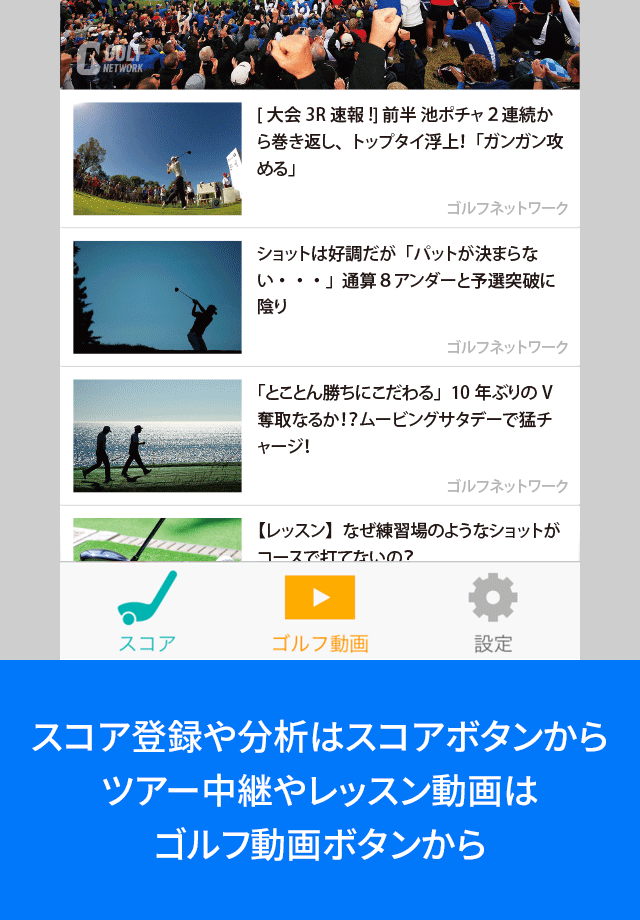 GOLF
NETWORK
[ 大会 3R 速報 !] 前半 池ポチャ 2 連続か
ら巻き返し、トップタイ浮上!「ガンガン攻
める」
ゴルフネットワーク
ショットは好調だが「パットが決まらな
い・・・」通算 8 アンダーと予選突破に
陰り
ゴルフネットワーク
「とことん勝ちにこだわる」10 年ぶりの V
奪取なるか!?ムービングサタデーで猛チ
ャージ!
ゴルフネットワーク
【レッスン】なぜ練習場のようなショットが
コースで打てないの?
スコア
ゴルフ動画
設定
スコア登録や分析はスコアボタンから
ツアー中継やレッスン動画は
ゴルフ動画ボタンから